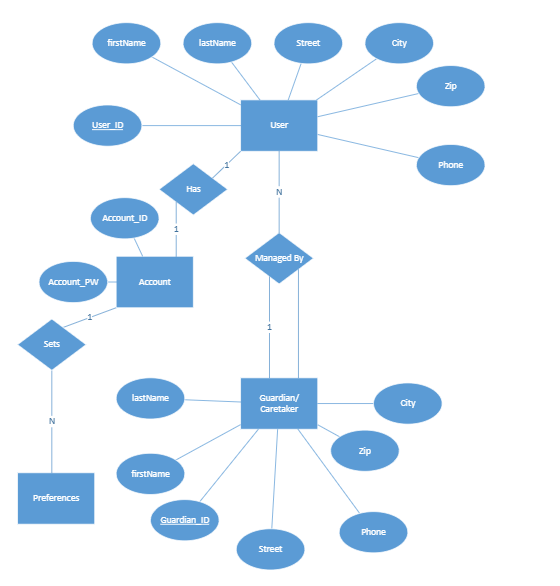 firstName
lastName
Street
City
Zip
User_ID
User
Phone
1
Has
N
Account_ID
1
Managed By
Account_PW
Account
1
1
Sets
lastName
Guardian/
Caretaker
City
N
Zip
firstName
Preferences
Guardian_ID
Phone
Street